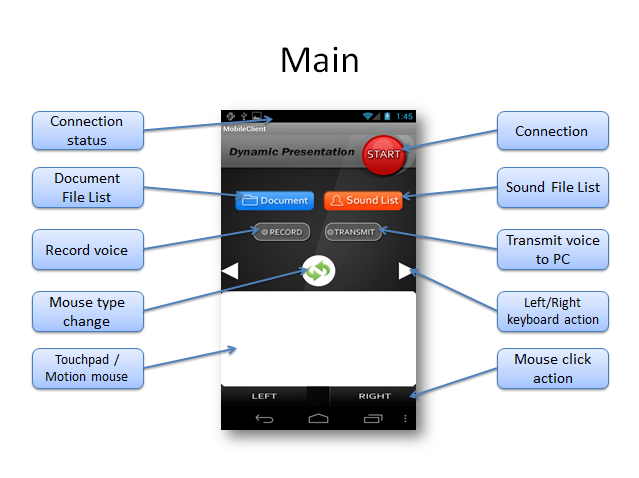 Main
Connection
status
Document
File List
Record voice
Mouse type
change
Touchpad /
Motion mouse
1:45
MobileClient
Dynamic Presentation
START
Document
Sound List
RECORD
TRANSMIT
LEFT
RIGHT
Connection
Sound File List
Transmit voice
to PC
Left/Right
keyboard action
Mouse click
action